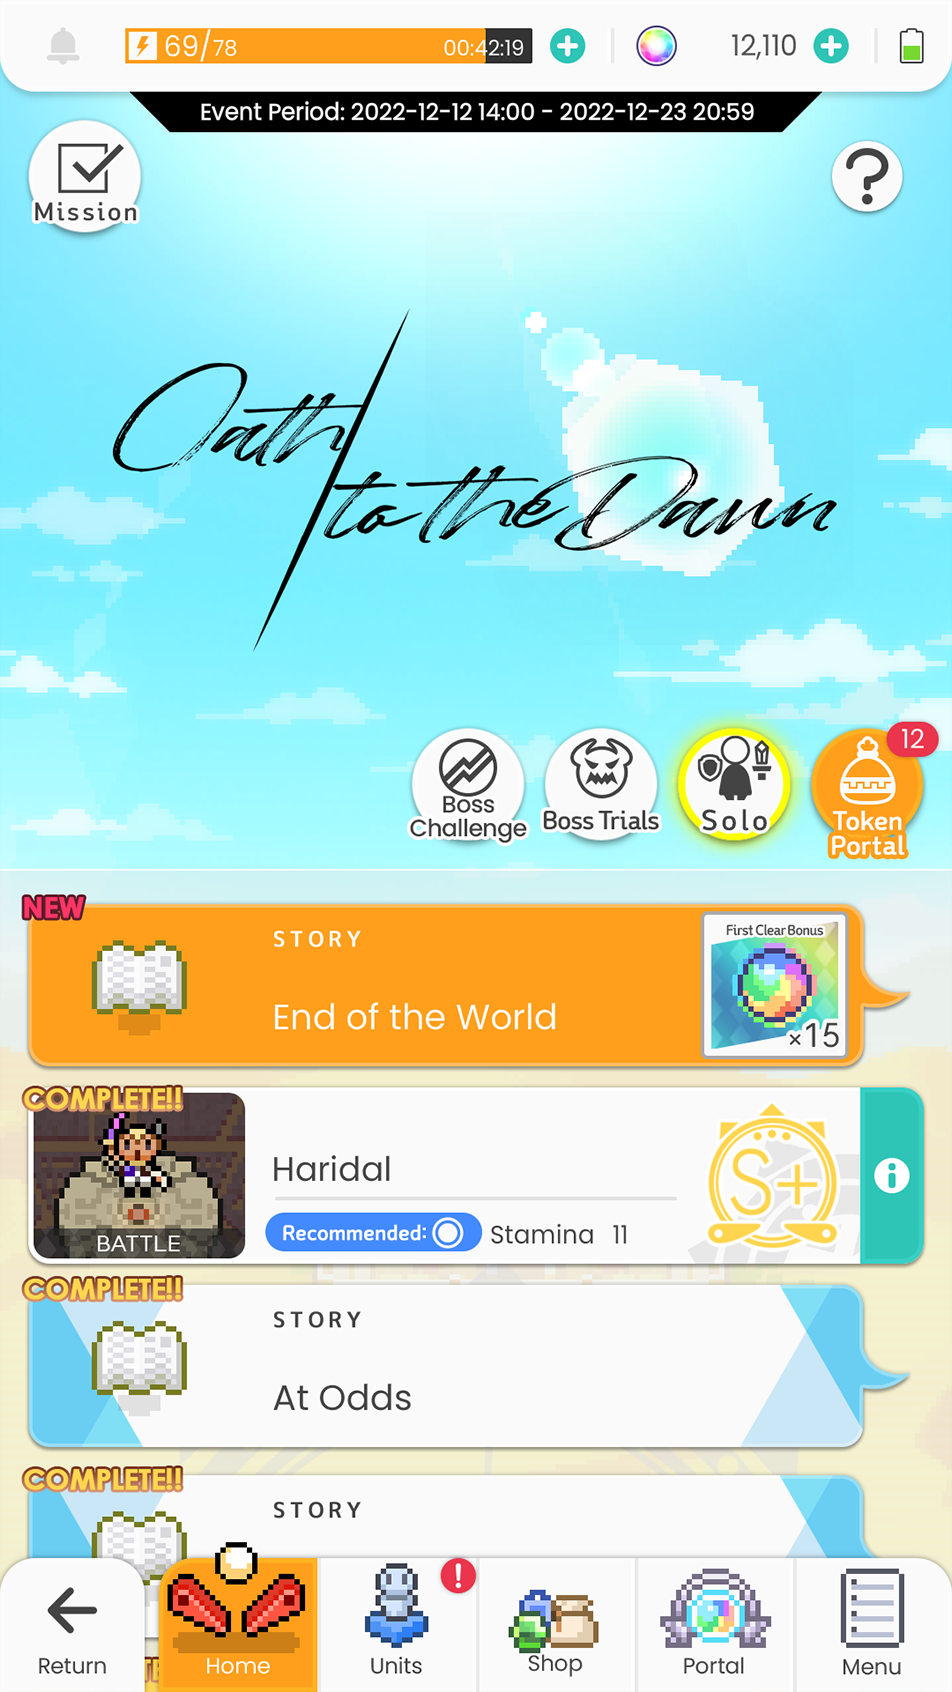 69/78
00:42:19
12,110
Event Period: 2022-12-12 14:00 - 2022-12-23 20:59
Mission
?
Oath
to the Dawn
Boss
Challenge
Boss Trials
Solo
12
Token
Portal
NEW
STORY
First Clear Bonus
End of the World
×15
COMPLETE!!
Haridal
S+
BATTLE
Recommended:
Stamina 11
COMPLETE!!
STORY
At Odds
COMPLETE!!
STORY
Return
Home
Units
Shop
Portal
Menu